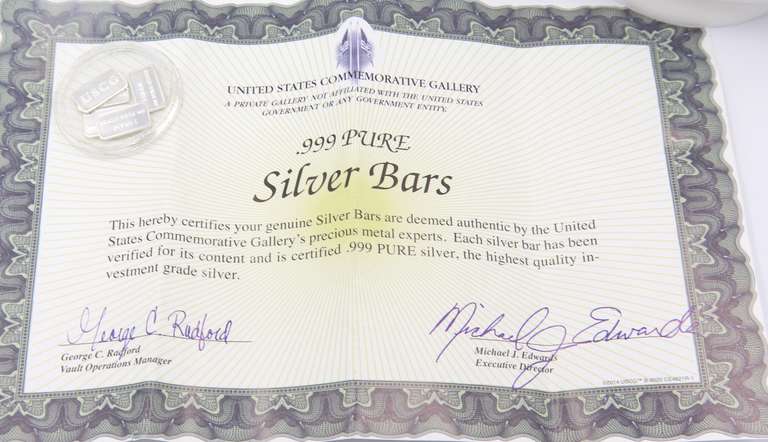 USCG
UNITED STATES COMMEMORATIVE GALLERY
A PRIVATE GALLERY NOT AFFILIATED WITH THE UNITED STATES
GOVERNMENT OR ANY GOVERNMENT ENTITY.
.999 PURE
Silver Bars
This hereby certifies your genuine Silver Bars are deemed authentic by the United
States Commemorative Gallery's precious metal experts. Each silver bar has been
verified for its content and is certified .999 PURE silver, the highest quality in-
vestment grade silver.
George C. Radford
George C. Radford
Vault Operations Manager
Michael J Edwards
Michael J. Edwards
Executive Director